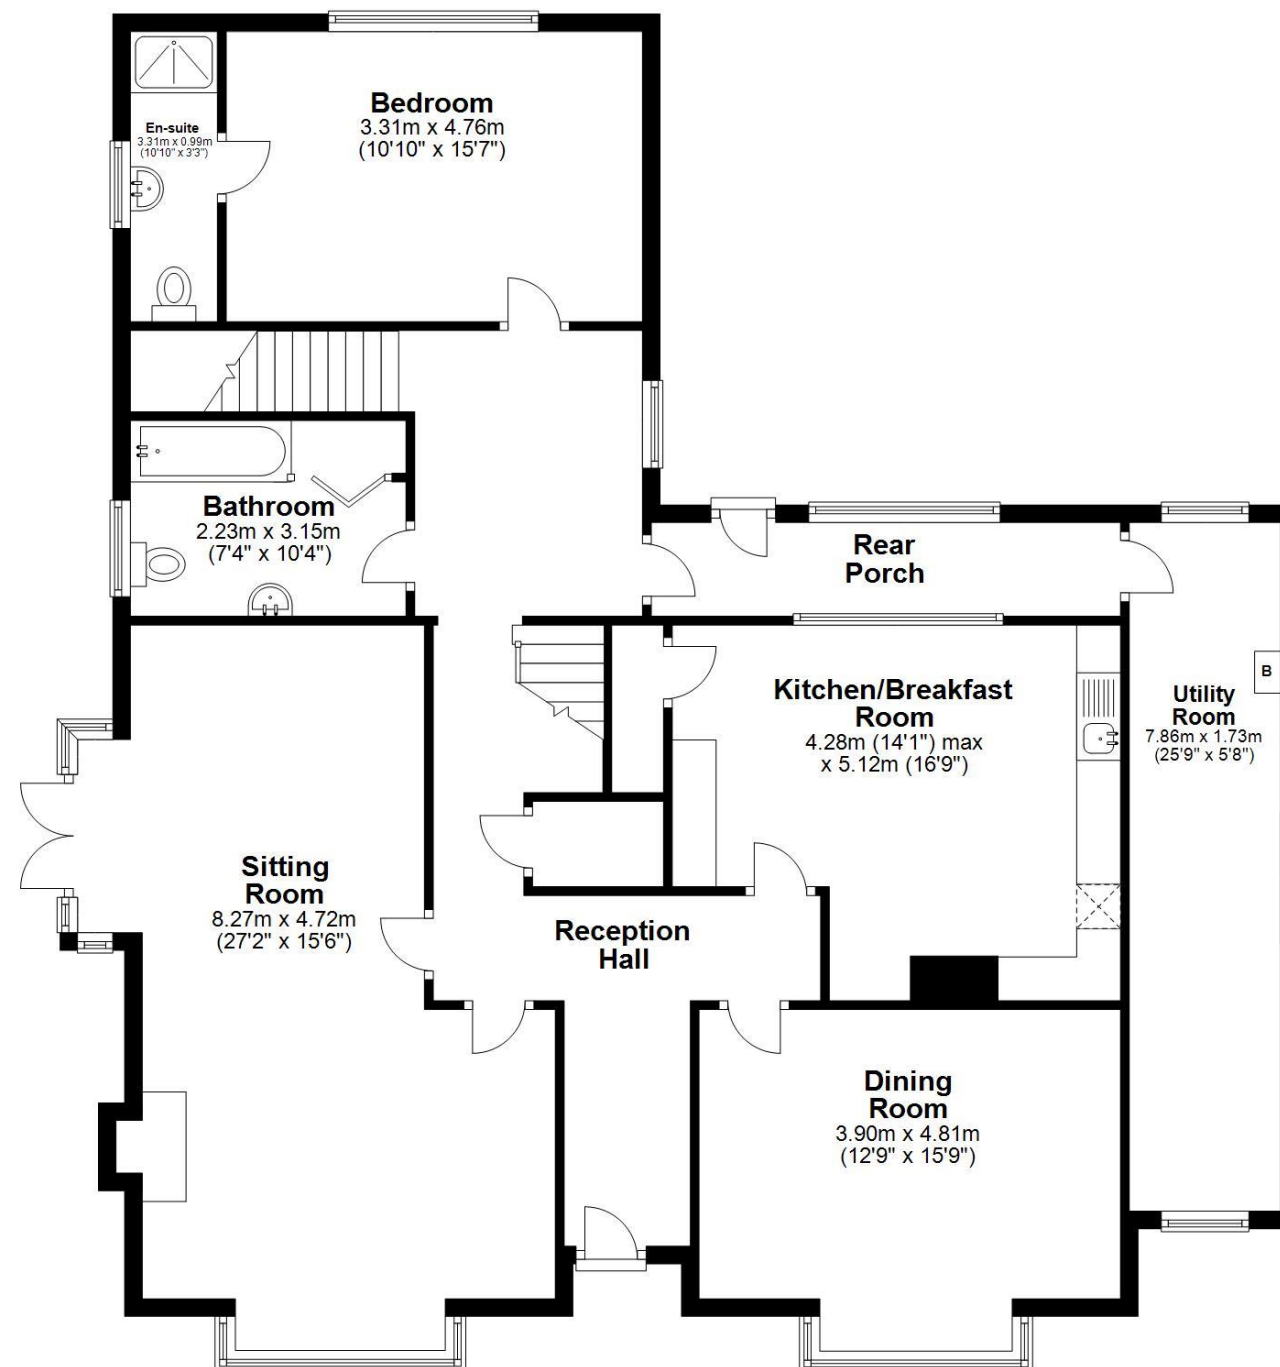 Bedroom
3.31m x 4.76m
(10'10" x 15'7")
En-suite
3.31m x 0.99m
(10'10" x 3'3")
Bathroom
2.23m x 3.15m
(7'4" x 10'4")
Rear
Porch
Kitchen/Breakfast
Room
4.28m (14'1") max
x 5.12m (16'9")
B
Utility
Room
7.86m x 1.73m
(25'9" x 5'8")
Sitting
Room
8.27m x 4.72m
(27'2" x 15'6")
Reception
Hall
Dining
Room
3.90m x 4.81m
(12'9" x 15'9")